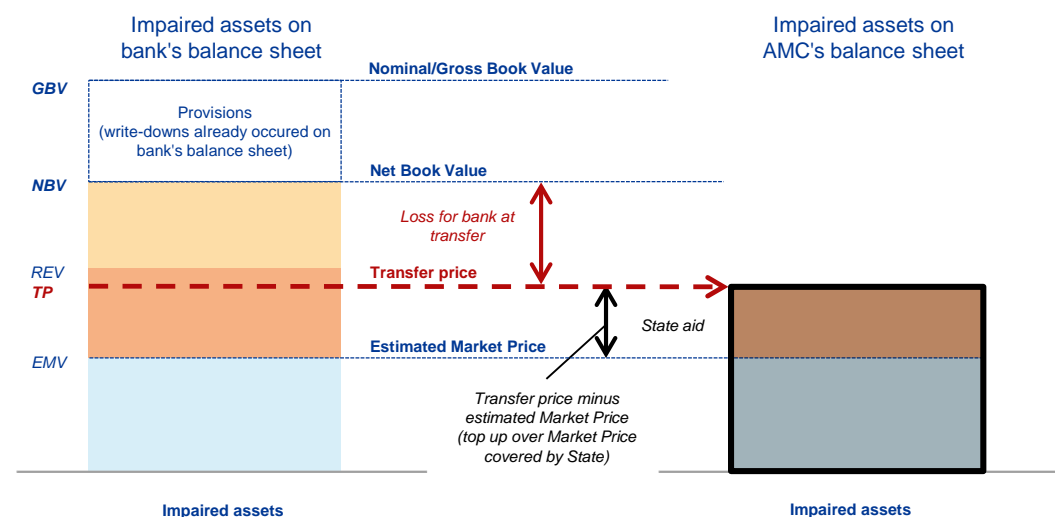 Impaired assets on
bank's balance sheet
Impaired assets on
AMC's balance sheet
Nominal/Gross Book Value
GBV
Provisions
(write-downs already occured on
bank's balance sheet)
Net Book Value
NBV
Loss for bank at
transfer
REV
Transfer price
TP
State aid
Estimated Market Price
EMV
Transfer price minus
estimated Market Price
(top up over Market Price
covered by State)
Impaired assets
Impaired assets